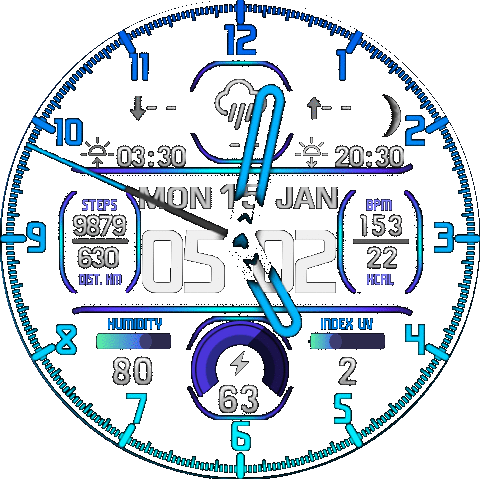 12
11 1
10 2
-- --
--
03:30 20:30
MON 15 JAN
STEPS BPM
9879 153
9 3
630 22
DIST. KM KCAL
05 02
HUMIDITY INDEX UV
8 4
80 2
7 63 5
6